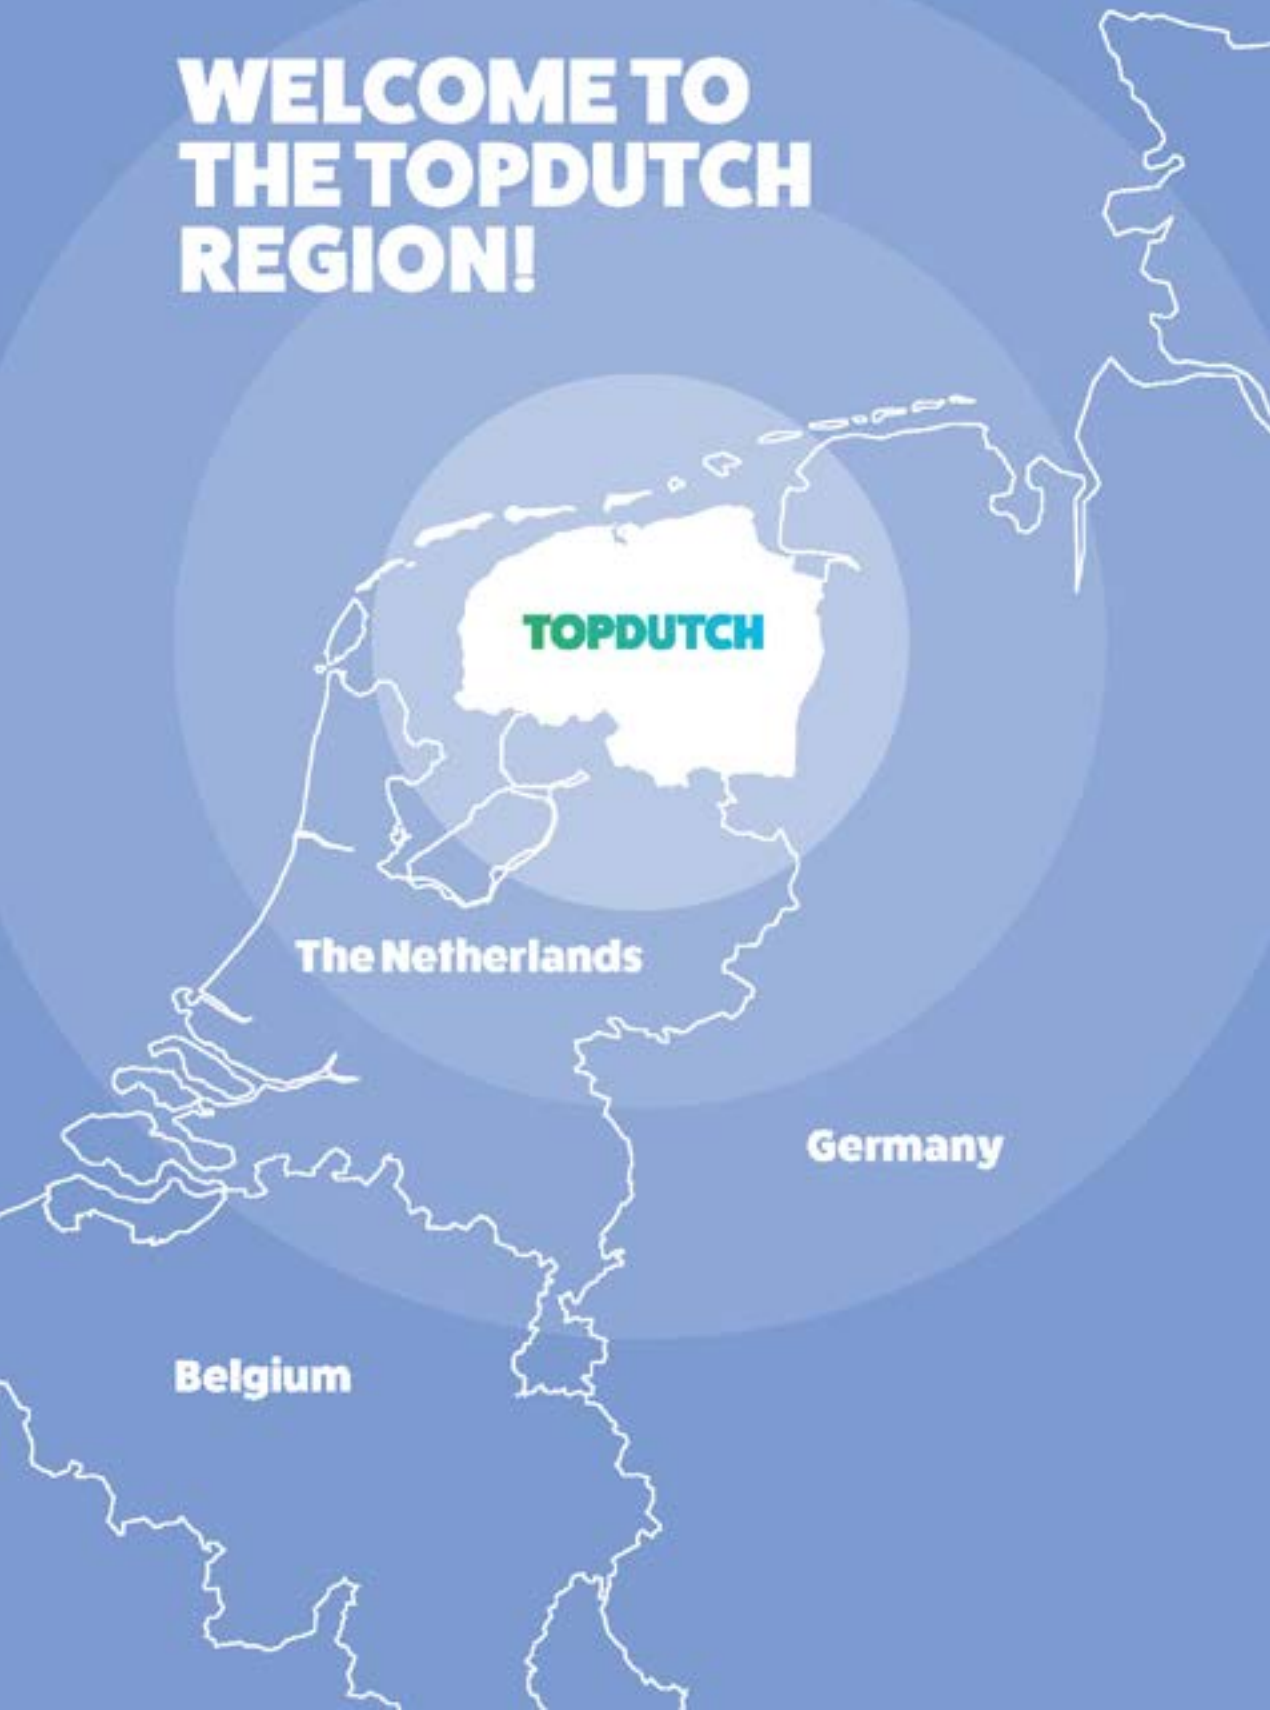 WELCOME TO
THE TOPDUTCH
REGION!
TOPDUTCH
The Netherlands
Germany
Belgium